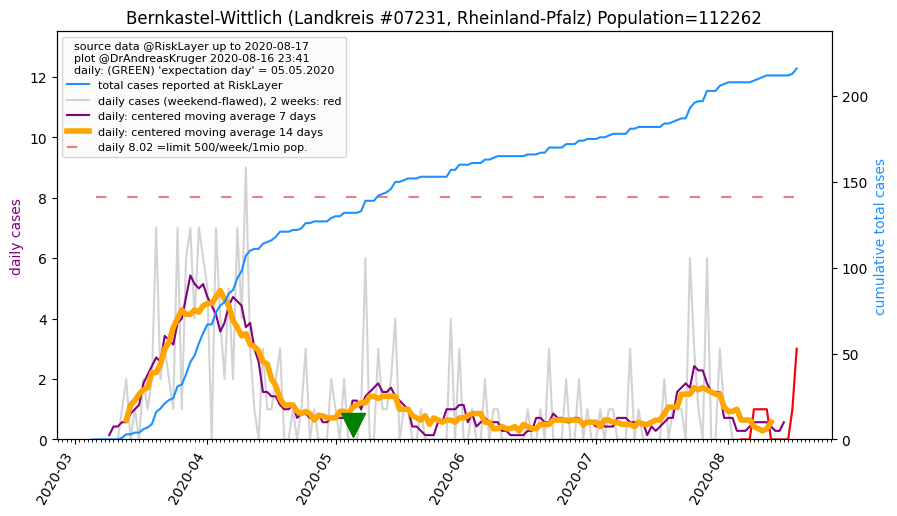 Bernkastel-Wittlich (Landkreis #07231, Rheinland-Pfalz) Population=112262
source data @RiskLayer up to 2020-08-17
plot @DrAndreasKruger 2020-08-16 23:41
daily: (GREEN) 'expectation day' = 05.05.2020
total cases reported at RiskLayer
daily cases (weekend-flawed), 2 weeks: red
daily: centered moving average 7 days
daily: centered moving average 14 days
daily 8.02 =limit 500/week/1mio pop.
daily cases
12
10
8
6
4
2
0
cumulative total cases
200
150
100
50
0
2020-03
2020-04
2020-05
2020-06
2020-07
2020-08